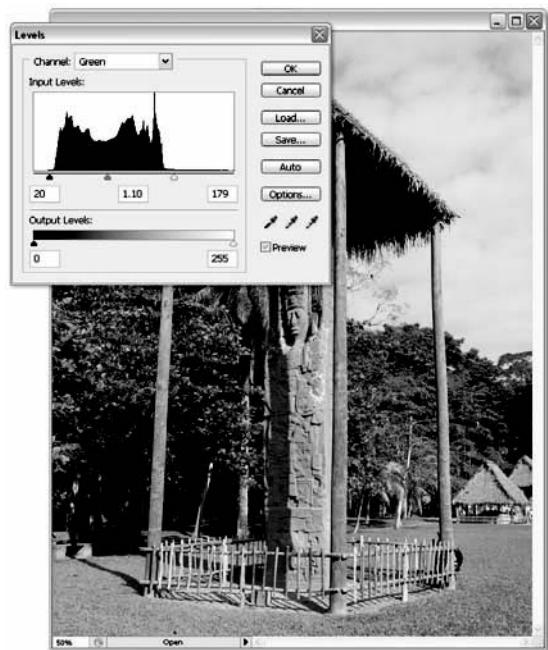 Levels
Channel: Green
Input Levels:
20 1.10 179
Output Levels:
0 255
OK
Cancel
Load...
Save...
Auto
Options...
Preview
50% Open